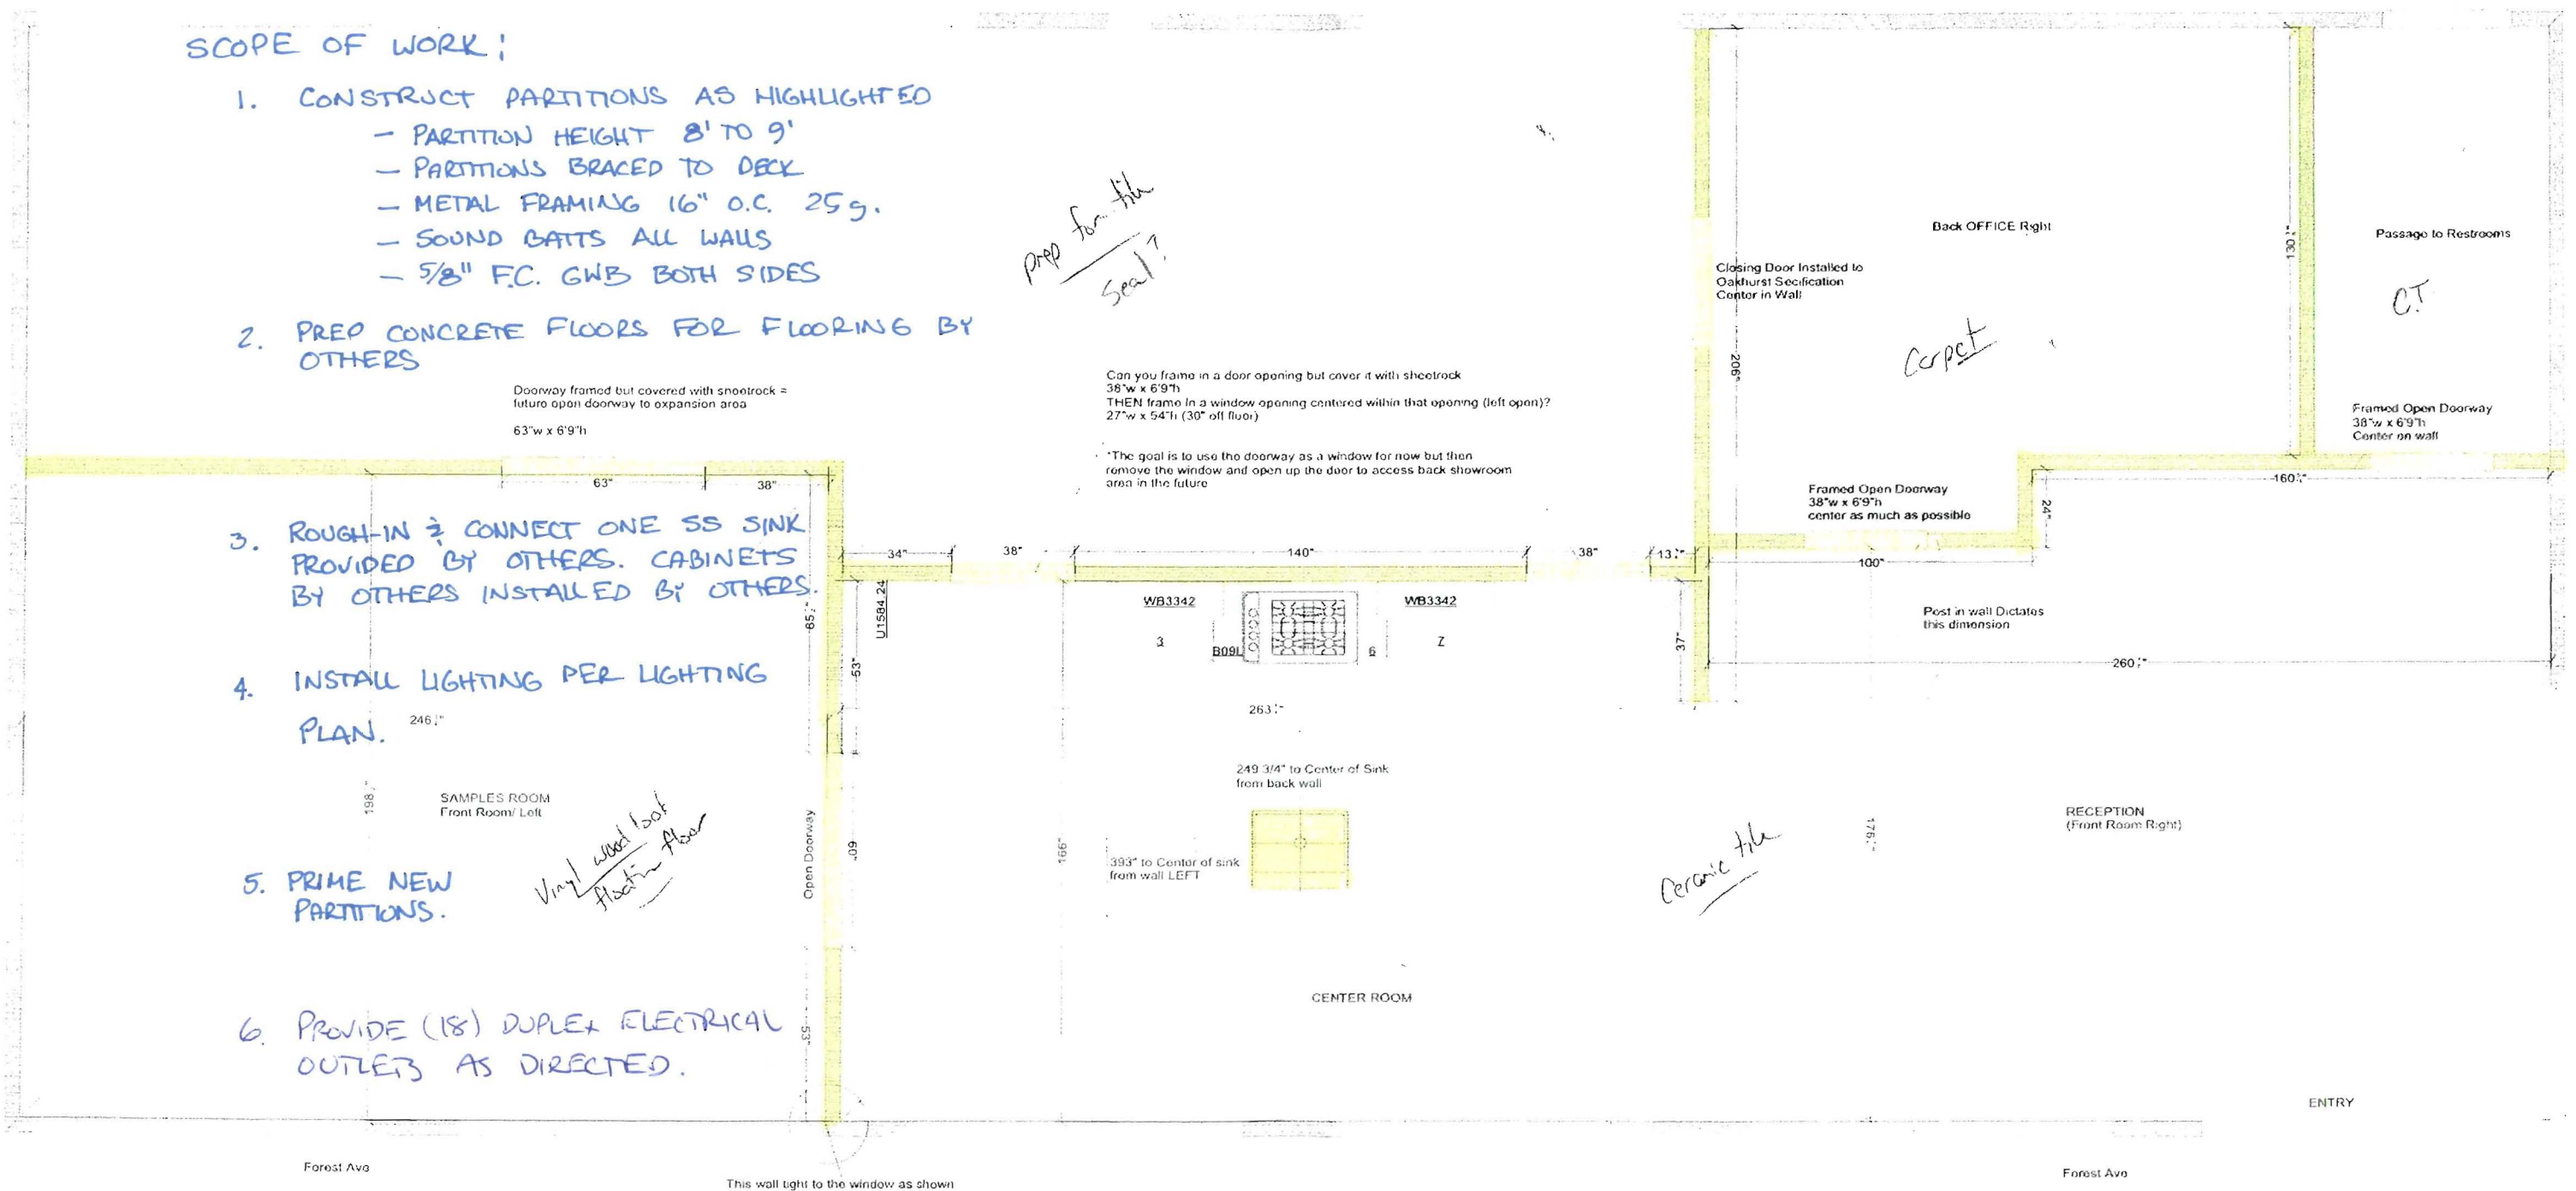 SCOPE OF WORK:
1. CONSTRUCT PARTITIONS AS HIGHLIGHTED
- PARTITION HEIGHT 8' TO 9'
- PARTITIONS BRACED TO DECK
- METAL FRAMING 16" O.C. 25 g.
- SOUND BATTS ALL WALLS
- 5/8" F.C. GWB BOTH SIDES
2. PREP CONCRETE FLOORS FOR FLOORING BY
OTHERS
prep for tile
Seal?
Back OFFICE Right
Passage to Restrooms
130
C.T
Closing Door Installed to
Oakhurst Secification
Center in Wall
Carpet
206"
Doorway framed but covered with sheetrock =
future open doorway to expansion area
63"w x 6'9"h
Can you frame in a door opening but cover it with sheetrock
38"w x 6'9"h
THEN frame in a window opening centered within that opening (left open)?
27"w x 54"h (30" off floor)
*The goal is to use the doorway as a window for now but then
remove the window and open up the door to access back showroom
area in the future
Framed Open Doorway
38"w x 6'9"h
Center on wall
63"
38"
160
Framed Open Doorway
38"w x 6'9"h
center as much as possible
24"
3. ROUGH-IN & CONNECT ONE SS SINK
PROVIDED BY OTHERS. CABINETS
BY OTHERS INSTALLED BY OTHERS.
34"
38"
140"
38"
13
100"
65
U1584.24
WB3342
WB3342
3
B09L
6
7
37"
Post in wall Dictates
this dimension
53"
260
4. INSTALL LIGHTING PER LIGHTING
PLAN.
246
263
249 3/4" to Center of Sink
from back wall
SAMPLES ROOM
Front Room/ Left
198
Vinyl wood look
floatin floor
Open Doorway
60"
166"
393" to Center of sink
from wall LEFT
Ceramic tile
175
RECEPTION
(Front Room Right)
5. PRIME NEW
PARTITIONS.
CENTER ROOM
6. PROVIDE (18) DUPLEX ELECTRICAL
OUTLETS AS DIRECTED.
53"
ENTRY
Forest Ave
This wall tight to the window as shown
Forest Ave